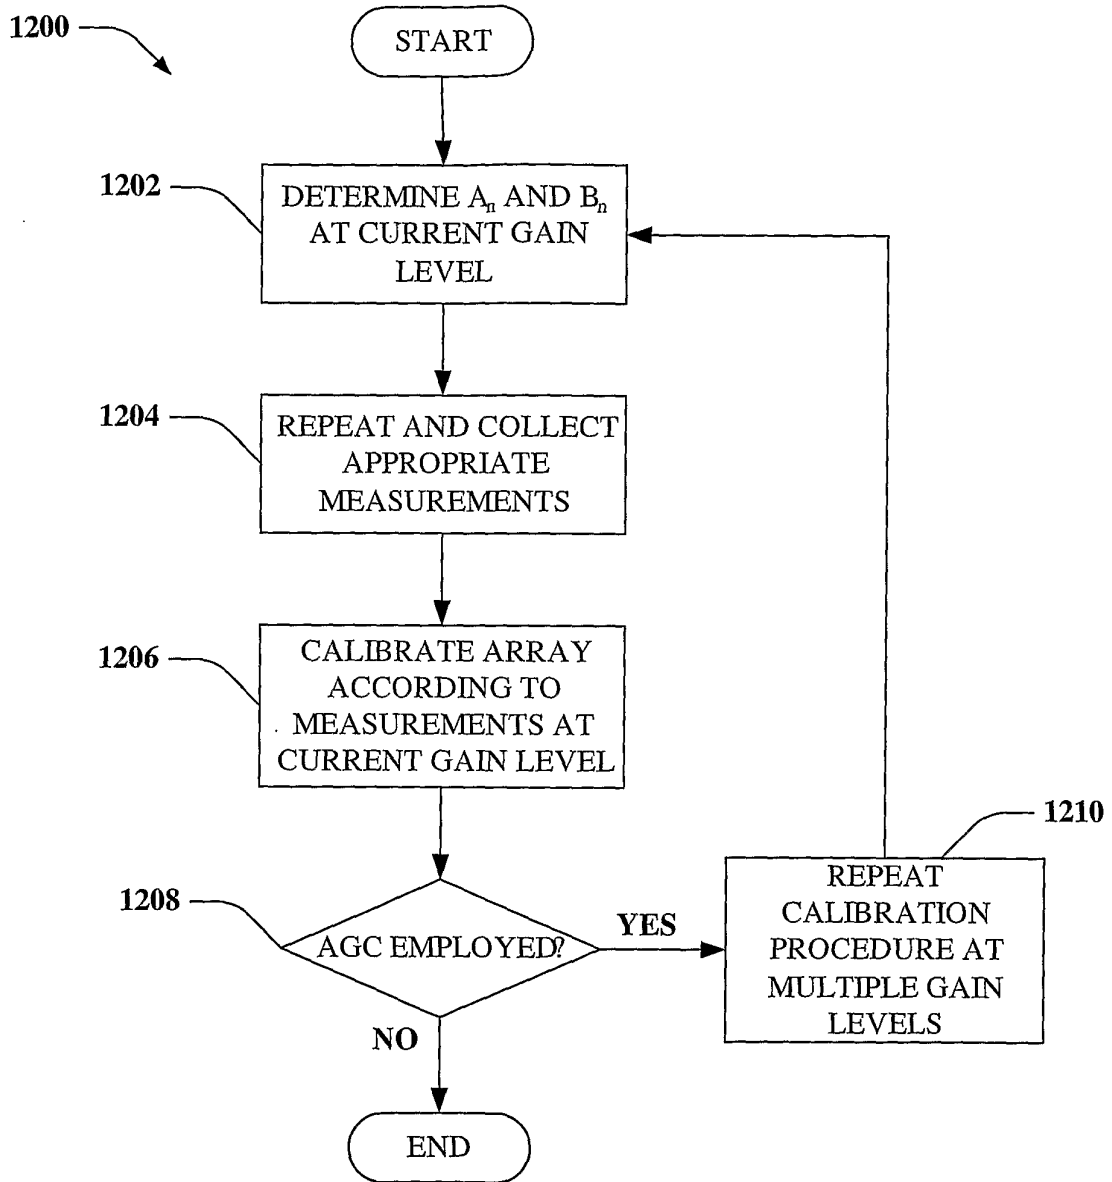 1200
START
1202
DETERMINE Aₙ AND Bₙ
AT CURRENT GAIN
LEVEL
1204
REPEAT AND COLLECT
APPROPRIATE
MEASUREMENTS
1206
CALIBRATE ARRAY
ACCORDING TO
MEASUREMENTS AT
CURRENT GAIN LEVEL
1208
AGC EMPLOYED?
YES
NO
1210
REPEAT
CALIBRATION
PROCEDURE AT
MULTIPLE GAIN
LEVELS
END